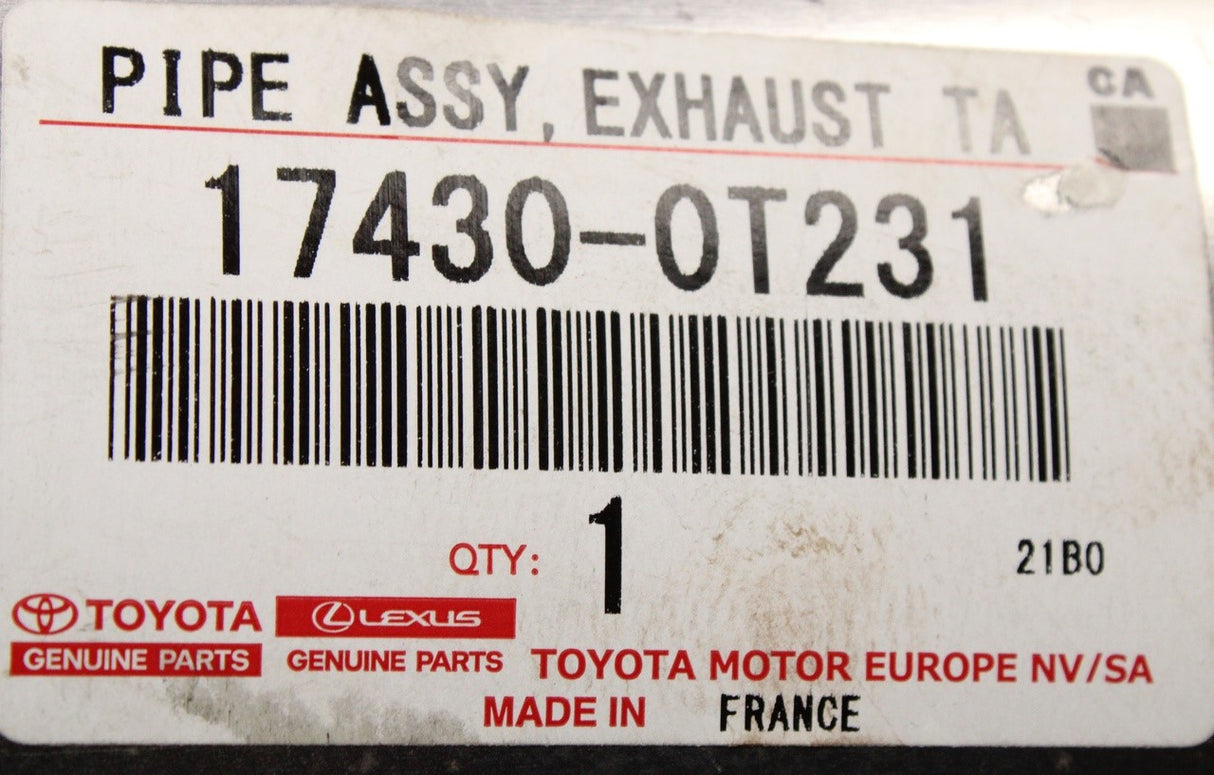 PIPE ASSY, EXHAUST TA
CA
17430-0T231
QTY: 1
21B0
TOYOTA
GENUINE PARTS
LEXUS
GENUINE PARTS
TOYOTA MOTOR EUROPE NV/SA
MADE IN FRANCE